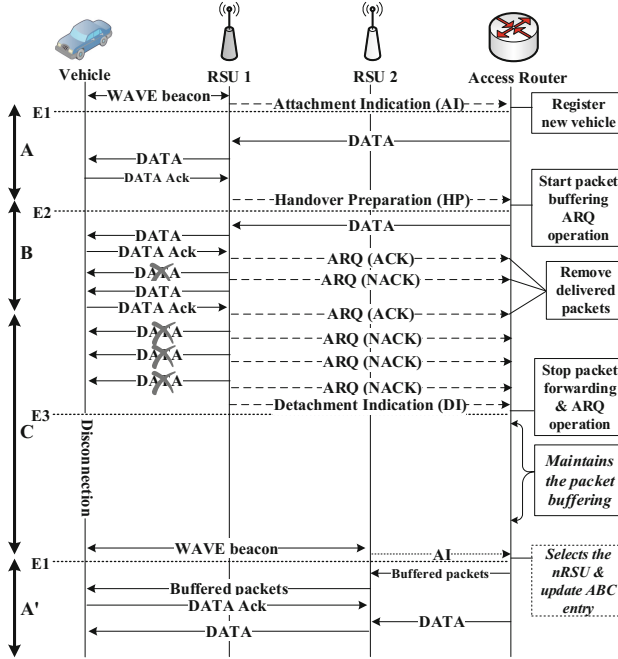 Vehicle
RSU 1
RSU 2
Access Router
E1
WAVE beacon
Attachment Indication (AI)
Register
new vehicle
A
DATA
DATA
DATA Ack
Handover Preparation (HP)
Start packet
buffering
ARQ
operation
E2
DATA
B
DATA
DATA Ack
ARQ (ACK)
DATA
ARQ (NACK)
Remove
delivered
packets
DATA
DATA Ack
ARQ (ACK)
DATA
ARQ (NACK)
DATA
ARQ (NACK)
DATA
ARQ (NACK)
Stop packet
forwarding
& ARQ
operation
Detachment Indication (DI)
E3
C
Disconnection
Maintains
the packet
buffering
WAVE beacon
AI
E1
Selects the
nRSU &
update ABC
entry
Buffered packets
Buffered packets
A'
DATA Ack
DATA
DATA